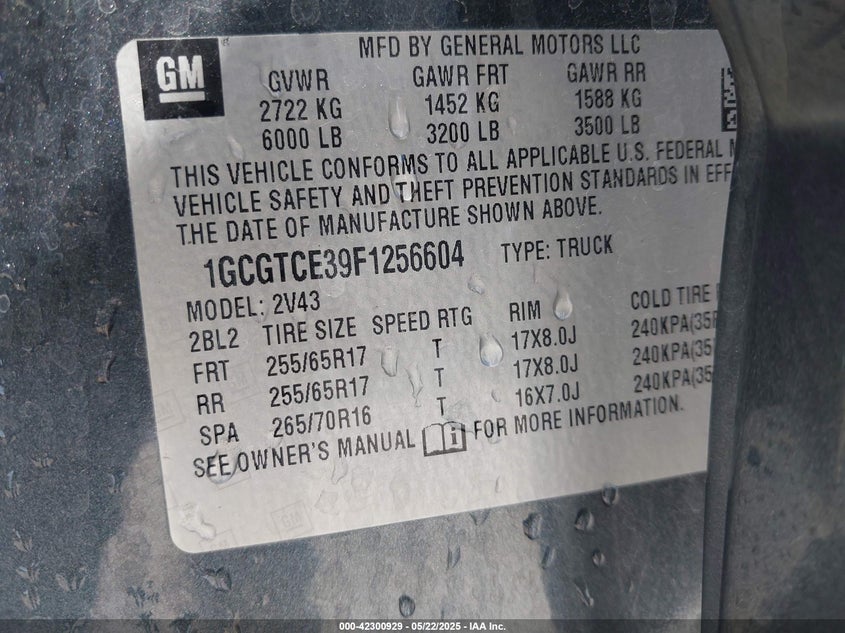 MFD BY GENERAL MOTORS LLC
GM
GVWR GAWR FRT GAWR RR
2722 KG 1452 KG 1588 KG
6000 LB 3200 LB 3500 LB
THIS VEHICLE CONFORMS TO ALL APPLICABLE U.S. FEDERAL
VEHICLE SAFETY AND THEFT PREVENTION STANDARDS IN EFF
THE DATE OF MANUFACTURE SHOWN ABOVE.
1GCGTCE39F1256604 TYPE: TRUCK
MODEL: 2V43
2BL2 TIRE SIZE SPEED RTG RIM COLD TIRE
FRT 255/65R17 T 17X8.0J 240KPA(35
RR 255/65R17 T 17X8.0J 240KPA(35
SPA 265/70R16 T 16X7.0J 240KPA(35
SEE OWNER'S MANUAL i FOR MORE INFORMATION.
000-42300929 - 05/22/2025 - IAA Inc.